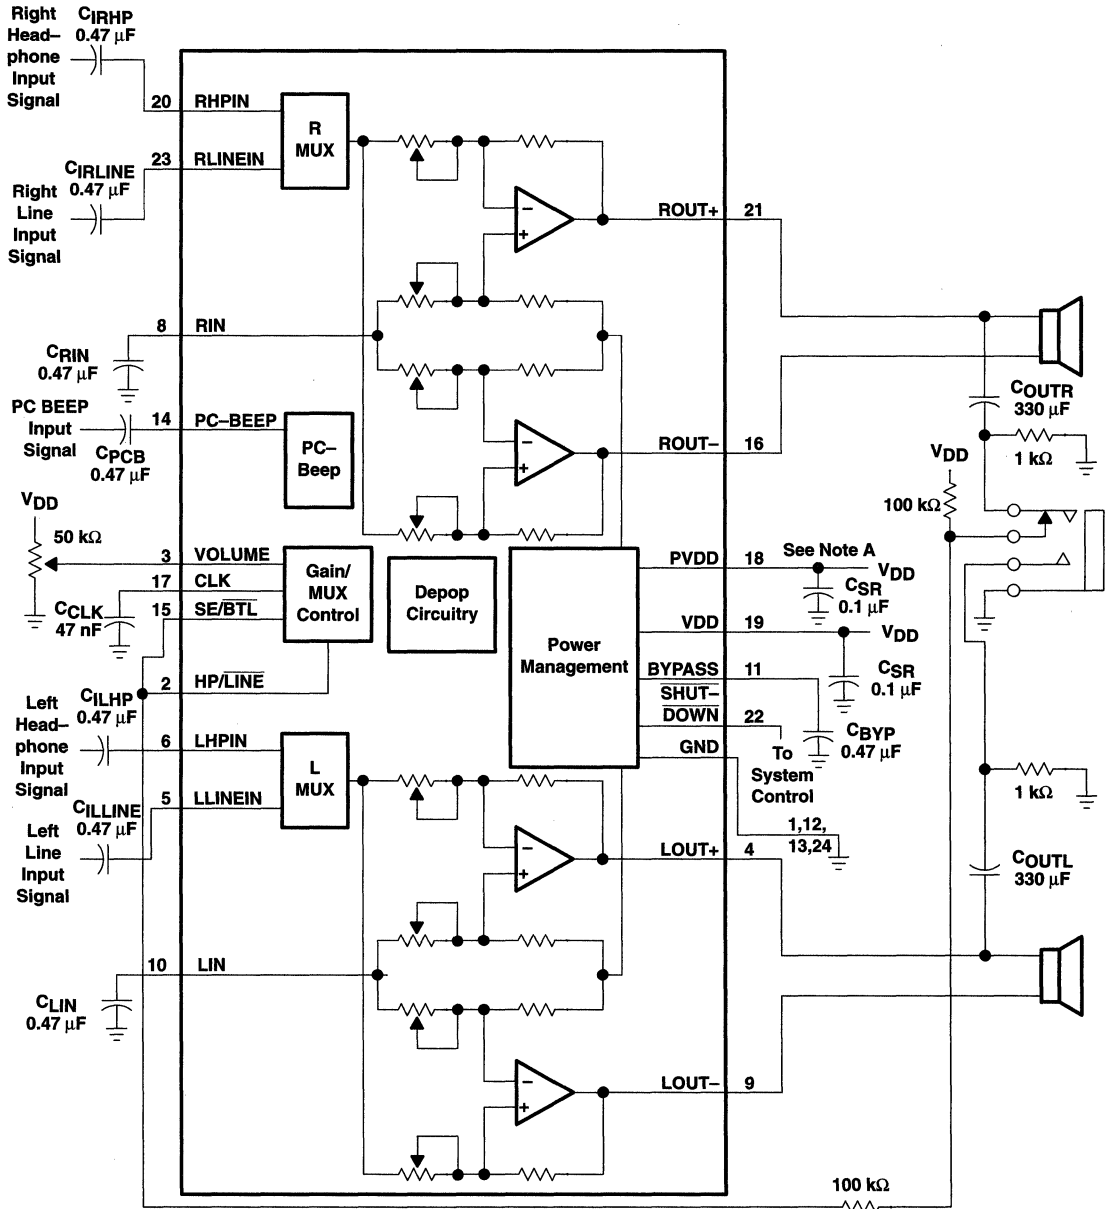 Right
Head–
phone
Input
Signal
CIRHP
0.47 µF
20 RHPIN
R
MUX
CIRLINE
0.47 µF
23 RLINEIN
Right
Line
Input
Signal
–
+
ROUT+ 21
8 RIN
CRIN
0.47 µF
COUTR
330 µF
1 kΩ
PC BEEP
Input
Signal
14 PC–BEEP
CPCB
0.47 µF
PC–
Beep
–
+
ROUT– 16
VDD
100 kΩ
VDD
50 kΩ
3 VOLUME
17 CLK
15 SE/BTL
CCLK
47 nF
Gain/
MUX
Control
Depop
Circuitry
Power
Management
PVDD 18
See Note A
VDD
CSR
0.1 µF
VDD 19
VDD
CSR
0.1 µF
BYPASS 11
SHUT–
DOWN 22
CBYP
0.47 µF
GND
To
System
Control
1,12,
13,24
2 HP/LINE
Left
Head–
phone
Input
Signal
CILHP
0.47 µF
6 LHPIN
L
MUX
CILLINE
0.47 µF
5 LLINEIN
Left
Line
Input
Signal
–
+
LOUT+ 4
1 kΩ
COUTL
330 µF
10 LIN
CLIN
0.47 µF
–
+
LOUT– 9
100 kΩ